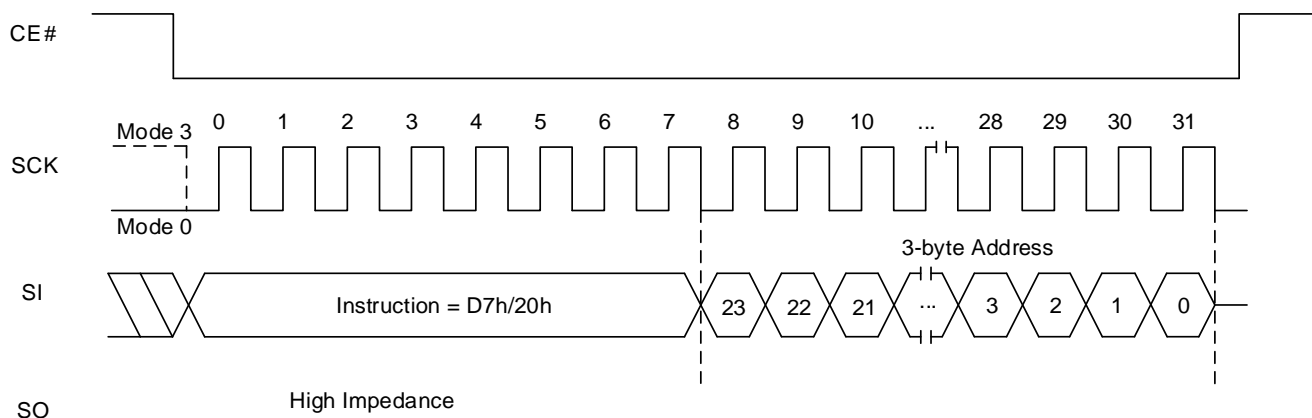 CE#
0 1 2 3 4 5 6 7 8 9 10 ... 28 29 30 31
Mode 3
SCK
Mode 0
3-byte Address
SI
Instruction = D7h/20h 23 22 21 ... 3 2 1 0
High Impedance
SO